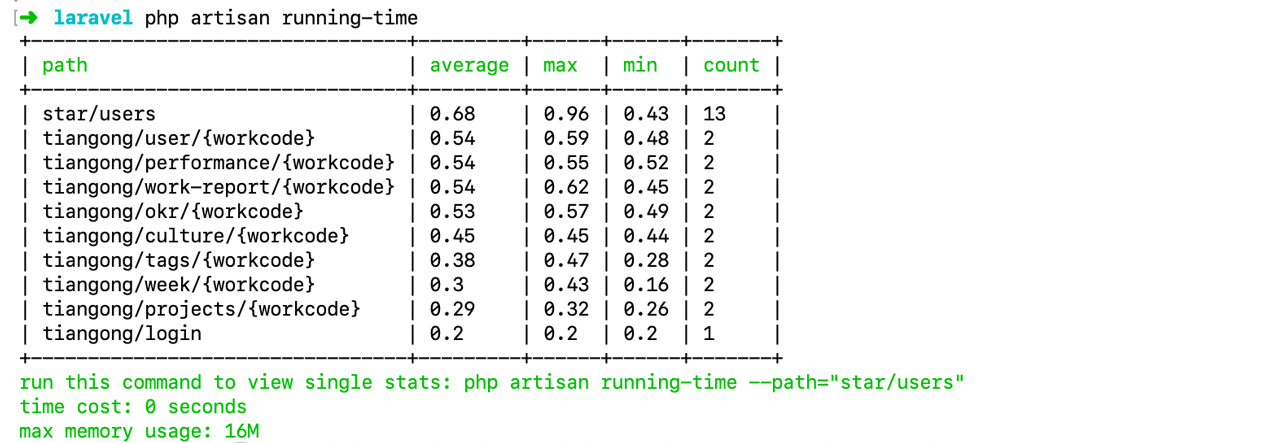 ➜ laravel php artisan running-time
+----------------------------------+---------+------+------+-------+
| path                             | average | max  | min  | count |
+----------------------------------+---------+------+------+-------+
| star/users                       | 0.68    | 0.96 | 0.43 | 13    |
| tiangong/user/{workcode}         | 0.54    | 0.59 | 0.48 | 2     |
| tiangong/performance/{workcode}  | 0.54    | 0.55 | 0.52 | 2     |
| tiangong/work-report/{workcode}  | 0.54    | 0.62 | 0.45 | 2     |
| tiangong/okr/{workcode}          | 0.53    | 0.57 | 0.49 | 2     |
| tiangong/culture/{workcode}      | 0.45    | 0.45 | 0.44 | 2     |
| tiangong/tags/{workcode}         | 0.38    | 0.47 | 0.28 | 2     |
| tiangong/week/{workcode}         | 0.3     | 0.43 | 0.16 | 2     |
| tiangong/projects/{workcode}     | 0.29    | 0.32 | 0.26 | 2     |
| tiangong/login                   | 0.2     | 0.2  | 0.2  | 1     |
+----------------------------------+---------+------+------+-------+
run this command to view single stats: php artisan running-time --path="star/users"
time cost: 0 seconds
max memory usage: 16M